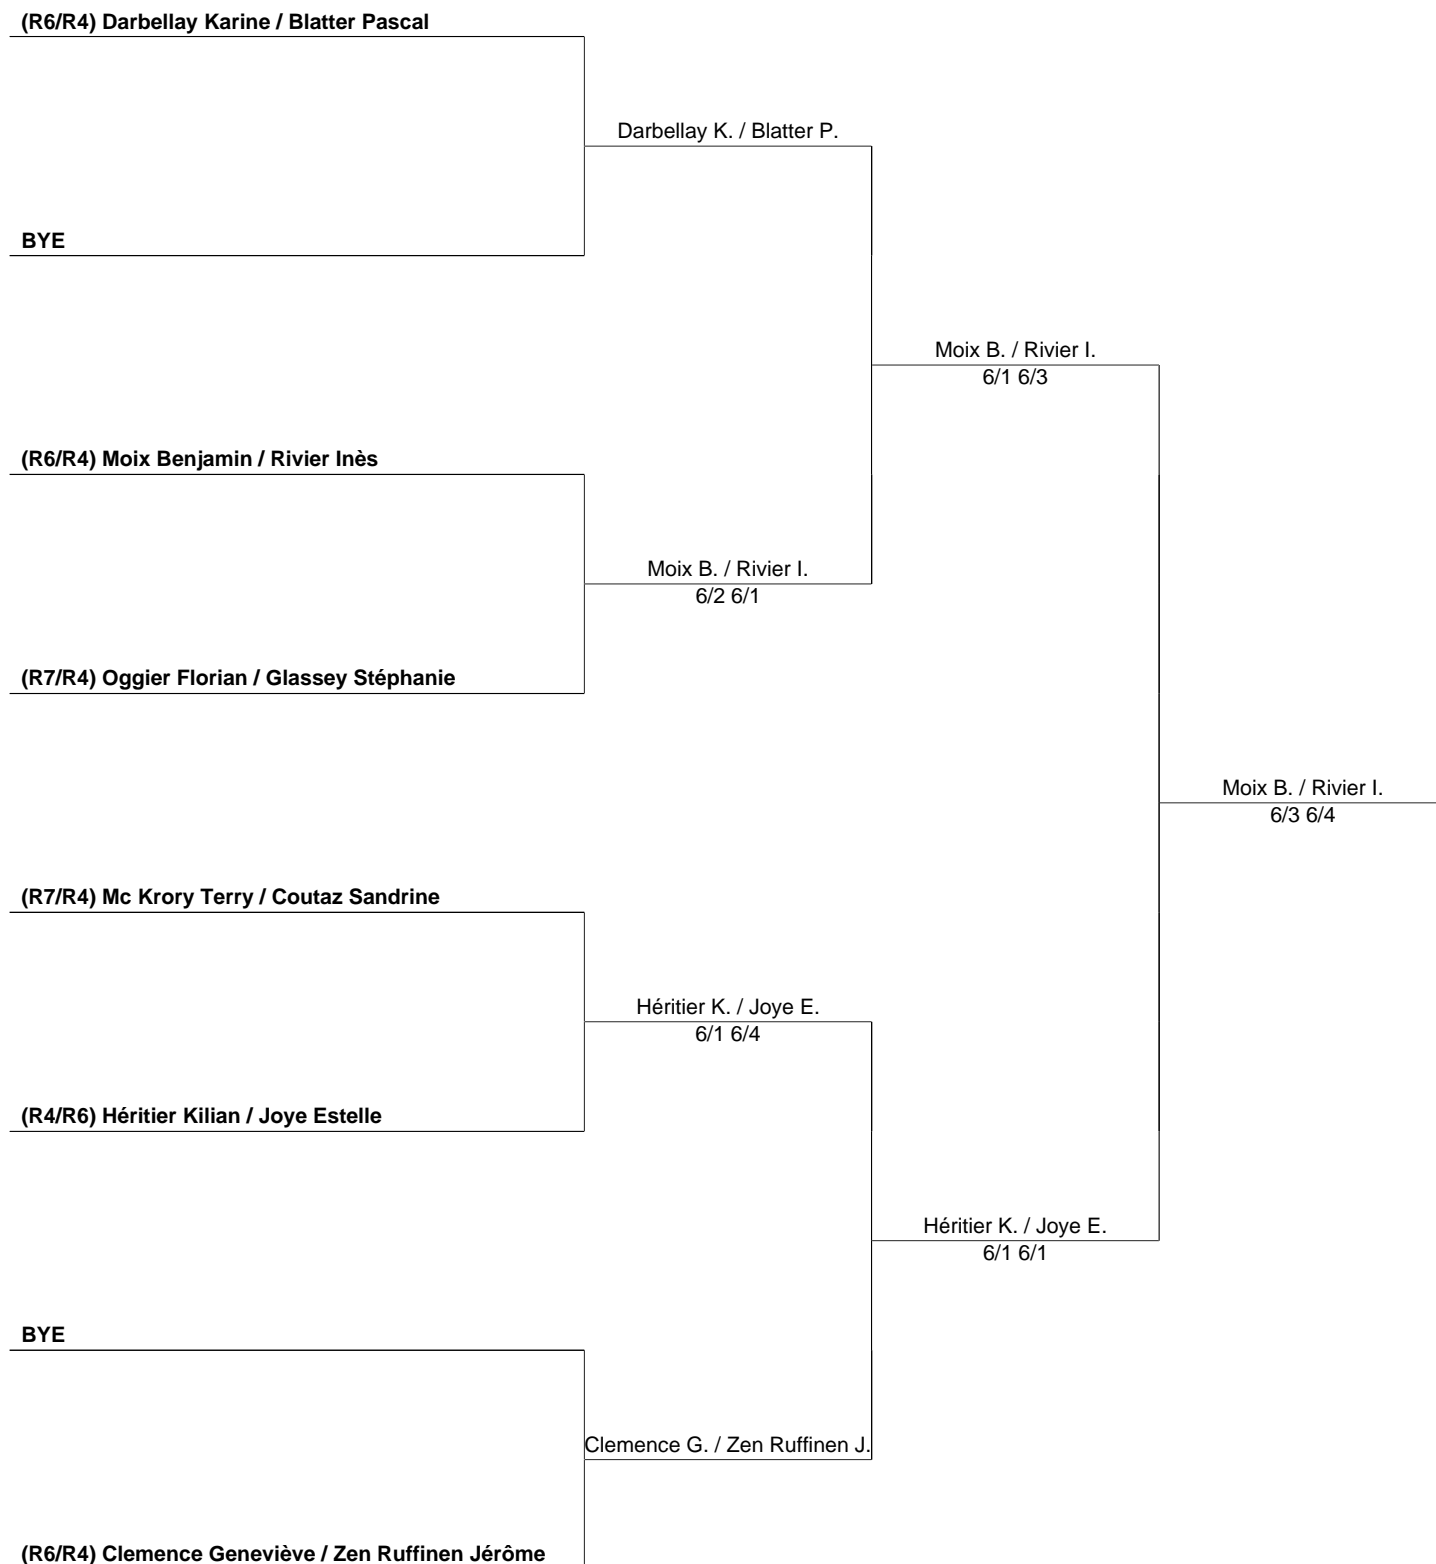 (R6/R4) Darbellay Karine / Blatter Pascal
Darbellay K. / Blatter P.
BYE
Moix B. / Rivier I.
6/1 6/3
(R6/R4) Moix Benjamin / Rivier Inès
Moix B. / Rivier I.
6/2 6/1
(R7/R4) Oggier Florian / Glassey Stéphanie
Moix B. / Rivier I.
6/3 6/4
(R7/R4) Mc Krory Terry / Coutaz Sandrine
Héritier K. / Joye E.
6/1 6/4
(R4/R6) Héritier Kilian / Joye Estelle
Héritier K. / Joye E.
6/1 6/1
BYE
Clemence G. / Zen Ruffinen J.
(R6/R4) Clemence Geneviève / Zen Ruffinen Jérôme